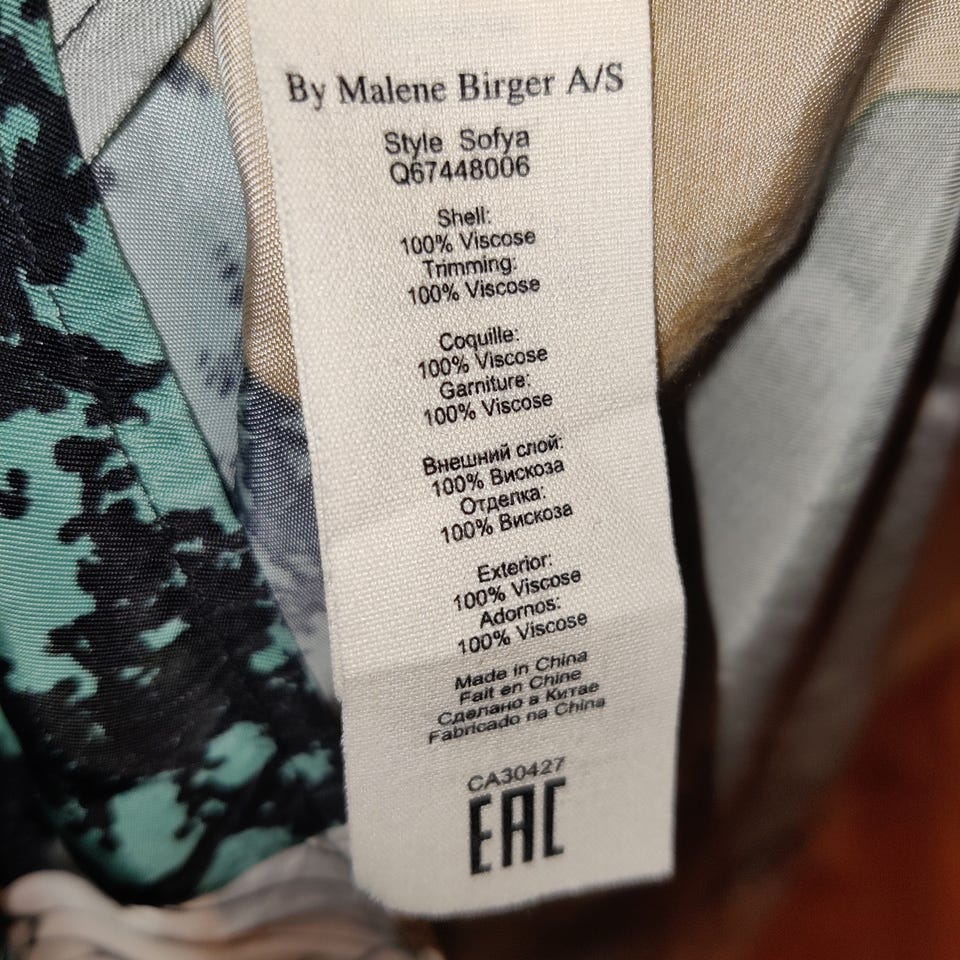 By Malene Birger A/S
Style Sofya
Q67448006
Shell:
100% Viscose
Trimming:
100% Viscose
Coquille:
100% Viscose
Garniture:
100% Viscose
Внешний слой:
100% Вискоза
Отделка:
100% Вискоза
Exterior:
100% Viscose
Adornos:
100% Viscose
Made in China
Fait en Chine
Сделано в Китае
Fabricado na China
CA30427
EAC